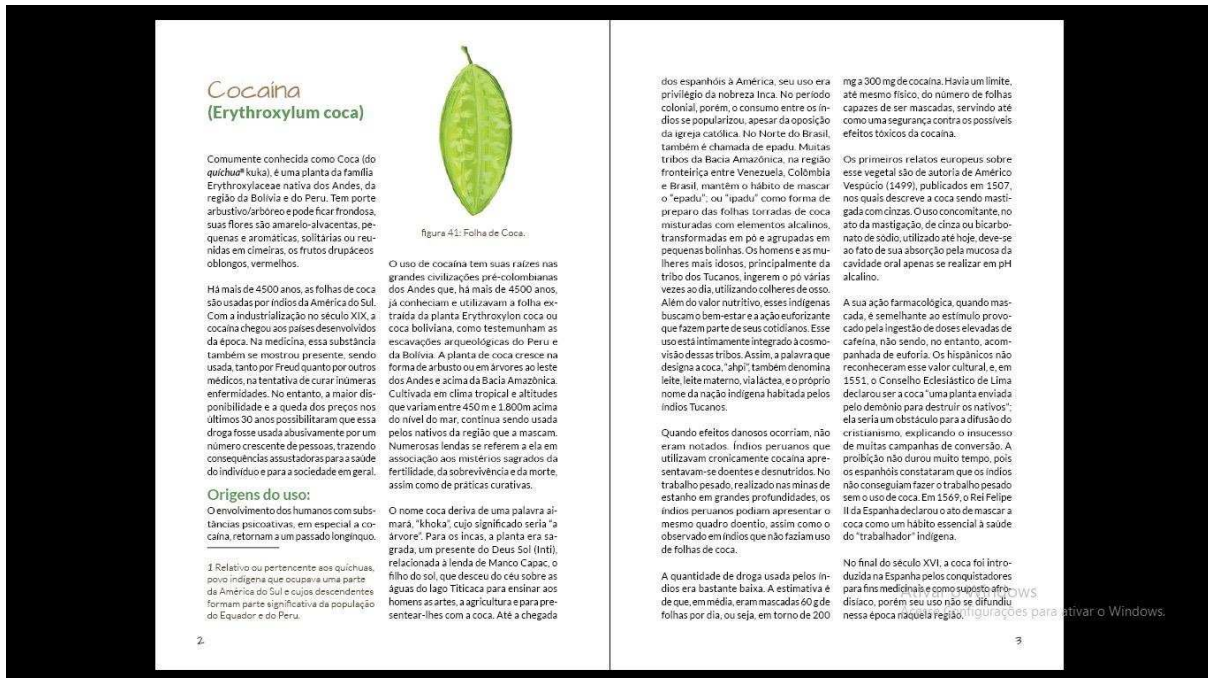 Cocaína
(Erythroxylum coca)
Comumente conhecida como Coca (do
quíchua¹ kuka), é uma planta da família
Erythroxylaceae nativa dos Andes, da
região da Bolívia e do Peru. Tem porte
arbustivo/arbóreo e pode ficar frondosa,
suas flores são amarelo-alvacentas, pe-
quenas e aromáticas, solitárias ou reu-
nidas em cimeiras, os frutos drupáceos
oblongos, vermelhos.
Há mais de 4500 anos, as folhas de coca
são usadas por índios da América do Sul.
Com a industrialização no século XIX, a
cocaína chegou aos países desenvolvidos
da época. Na medicina, essa substância
também se mostrou presente, sendo
usada, tanto por Freud quanto por outros
médicos, na tentativa de curar inúmeras
enfermidades. No entanto, a maior dis-
ponibilidade e a queda dos preços nos
últimos 30 anos possibilitaram que essa
droga fosse usada abusivamente por um
número crescente de pessoas, trazendo
consequências assustadoras para a saúde
do indivíduo e para a sociedade em geral.
Origens do uso:
O envolvimento dos humanos com subs-
tâncias psicoativas, em especial a co-
caína, retornam a um passado longínquo.
1 Relativo ou pertencente aos quíchuas,
povo indígena que ocupava uma parte
da América do Sul e cujos descendentes
formam parte significativa da população
do Equador e do Peru.
2
figura 41: Folha de Coca.
O uso de cocaína tem suas raízes nas
grandes civilizações pré-colombianas
dos Andes que, há mais de 4500 anos,
já conheciam e utilizavam a folha ex-
traída da planta Erythroxylon coca ou
coca boliviana, como testemunham as
escavações arqueológicas do Peru e
da Bolívia. A planta de coca cresce na
forma de arbusto ou em árvores ao leste
dos Andes e acima da Bacia Amazônica.
Cultivada em clima tropical e altitudes
que variam entre 450 m e 1.800m acima
do nível do mar, continua sendo usada
pelos nativos da região que a mascam.
Numerosas lendas se referem a ela em
associação aos mistérios sagrados da
fertilidade, da sobrevivência e da morte,
assim como de práticas curativas.
O nome coca deriva de uma palavra ai-
mará, "khoka", cujo significado seria "a
árvore". Para os incas, a planta era sa-
grada, um presente do Deus Sol (Inti),
relacionada à lenda de Manco Capac, o
filho do sol, que desceu do céu sobre as
águas do lago Titicaca para ensinar aos
homens as artes, a agricultura e para pre-
sentear-lhes com a coca. Até a chegada
dos espanhóis à América, seu uso era
privilégio da nobreza Inca. No período
colonial, porém, o consumo entre os ín-
dios se popularizou, apesar da oposição
da igreja católica. No Norte do Brasil,
também é chamada de epadu. Muitas
tribos da Bacia Amazônica, na região
fronteiriça entre Venezuela, Colômbia
e Brasil, mantêm o hábito de mascar
o "epadu"; ou "ipadu" como forma de
preparo das folhas torradas de coca
misturadas com elementos alcalinos,
transformadas em pó e agrupadas em
pequenas bolinhas. Os homens e as mu-
lheres mais idosos, principalmente da
tribo dos Tucanos, ingerem o pó várias
vezes ao dia, utilizando colheres de osso.
Além do valor nutritivo, esses indígenas
buscam o bem-estar e a ação euforizante
que fazem parte de seus cotidianos. Esse
uso está intimamente integrado à cosmo-
visão dessas tribos. Assim, a palavra que
designa a coca, "ahpi", também denomina
leite, leite materno, via láctea, e o próprio
nome da nação indígena habitada pelos
índios Tucanos.
Quando efeitos danosos ocorriam, não
eram notados. Índios peruanos que
utilizavam cronicamente cocaína apre-
sentavam-se doentes e desnutridos. No
trabalho pesado, realizado nas minas de
estanho em grandes profundidades, os
índios peruanos podiam apresentar o
mesmo quadro doentio, assim como o
observado em índios que não faziam uso
de folhas de coca.
A quantidade de droga usada pelos ín-
dios era bastante baixa. A estimativa é
de que, em média, eram mascadas 60 g de
folhas por dia, ou seja, em torno de 200
mg a 300 mg de cocaína. Havia um limite,
até mesmo físico, do número de folhas
capazes de ser mascadas, servindo até
como uma segurança contra os possíveis
efeitos tóxicos da cocaína.
Os primeiros relatos europeus sobre
esse vegetal são de autoria de Américo
Vespúcio (1499), publicados em 1507,
nos quais descreve a coca sendo masti-
gada com cinzas. O uso concomitante, no
ato da mastigação, de cinza ou bicarbo-
nato de sódio, utilizado até hoje, deve-se
ao fato de sua absorção pela mucosa da
cavidade oral apenas se realizar em pH
alcalino.
A sua ação farmacológica, quando mas-
cada, é semelhante ao estímulo provo-
cado pela ingestão de doses elevadas de
cafeína, não sendo, no entanto, acom-
panhada de euforia. Os hispânicos não
reconheceram esse valor cultural, e, em
1551, o Conselho Eclesiástico de Lima
declarou ser a coca "uma planta enviada
pelo demônio para destruir os nativos";
ela seria um obstáculo para a difusão do
cristianismo, explicando o insucesso
de muitas campanhas de conversão. A
proibição não durou muito tempo, pois
os espanhóis constataram que os índios
não conseguiam fazer o trabalho pesado
sem o uso de coca. Em 1569, o Rei Felipe
II da Espanha declarou o ato de mascar a
coca como um hábito essencial à saúde
do "trabalhador" indígena.
No final do século XVI, a coca foi intro-
duzida na Espanha pelos conquistadores
para fins medicinais e como suposto afro-
disíaco, porém seu uso não se difundiu
nessa época naquela região.
3
Ativar o Windows
configurações para ativar o Windows.